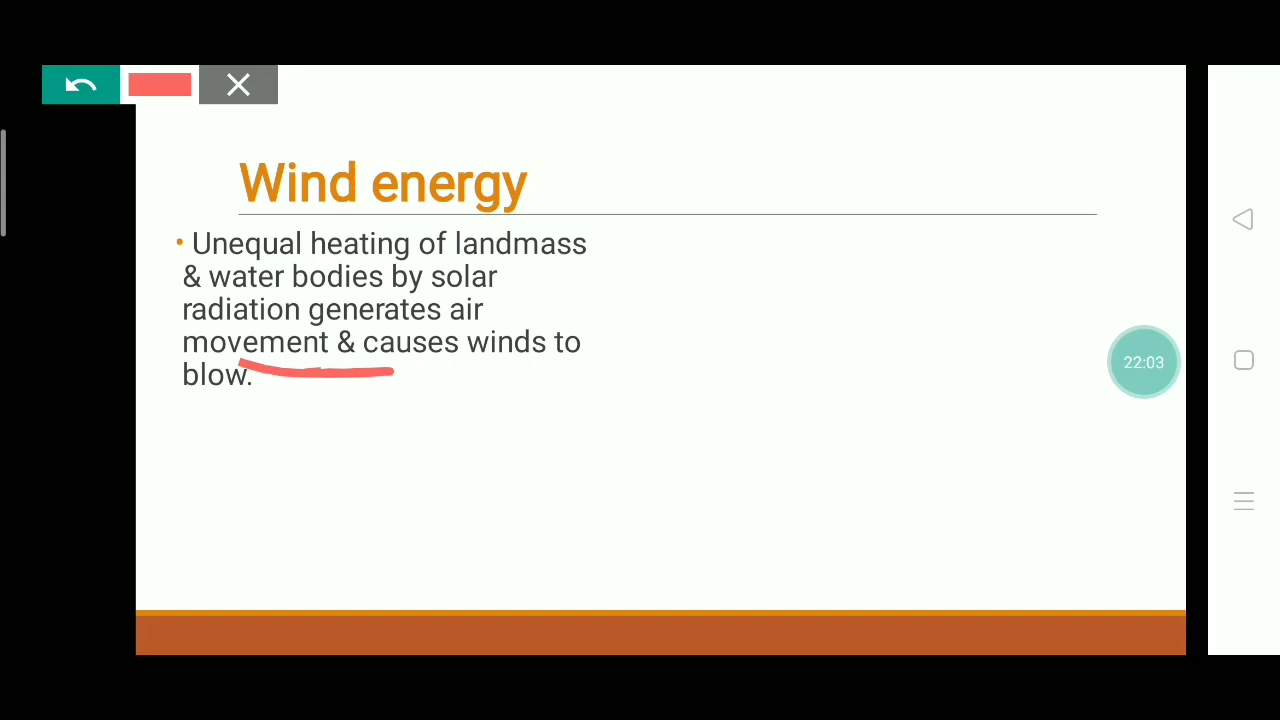 Wind energy
• Unequal heating of landmass
& water bodies by solar
radiation generates air
movement & causes winds to
blow.
22:03